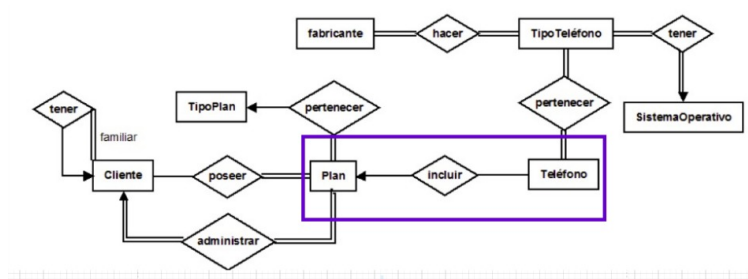 fabricante
hacer
TipoTeléfono
tener
tener
TipoPlan
pertenecer
pertenecer
SistemaOperativo
familiar
Cliente
poseer
Plan
incluir
Teléfono
administrar